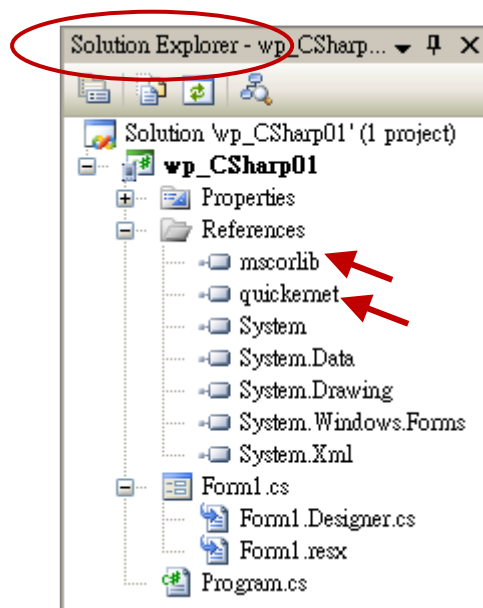 Solution Explorer - wp_CSharp...
Solution 'wp_CSharp01' (1 project)
wp_CSharp01
Properties
References
mscorlib
quickernet
System
System.Data
System.Drawing
System.Windows.Forms
System.Xml
Form1.cs
Form1.Designer.cs
Form1.resx
Program.cs